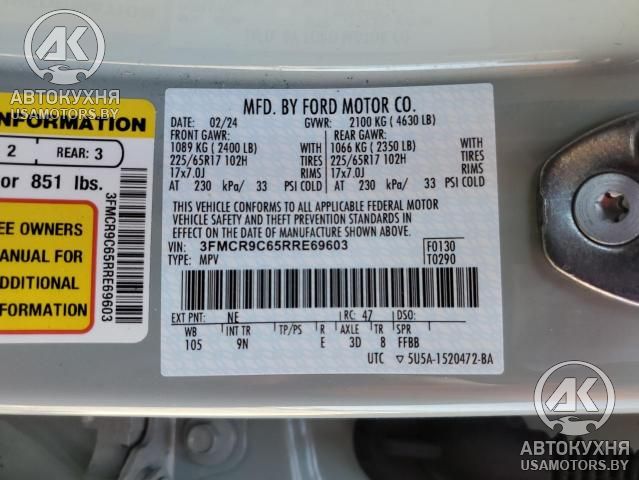 АВТОКУХНЯ
USAMOTORS.BY
NFORMATION
2 REAR: 3
or 851 lbs.
EE OWNERS
MANUAL FOR
ADDITIONAL
FORMATION
3FMCR9C65RRE69603
MFD. BY FORD MOTOR CO.
DATE: 02/24 GVWR: 2100 KG ( 4630 LB)
FRONT GAWR: REAR GAWR:
1089 KG ( 2400 LB) WITH 1066 KG ( 2350 LB) WITH
225/65R17 102H TIRES 225/65R17 102H TIRES
17x7.0J RIMS 17x7.0J RIMS
AT 230 kPa/ 33 PSI COLD AT 230 kPa/ 33 PSI COLD
THIS VEHICLE CONFORMS TO ALL APPLICABLE FEDERAL MOTOR
VEHICLE SAFETY AND THEFT PREVENTION STANDARDS IN
EFFECT ON THE DATE OF MANUFACTURE SHOWN ABOVE.
VIN: 3FMCR9C65RRE69603 F0130
TYPE: MPV T0290
EXT PNT: NE RC: 47 DSO:
WB INT TR TP/PS R AXLE TR SPR
105 9N E 3D 8 FFBB
UTC ▽5U5A-1520472-BA
АВТОКУХНЯ
USAMOTORS.BY